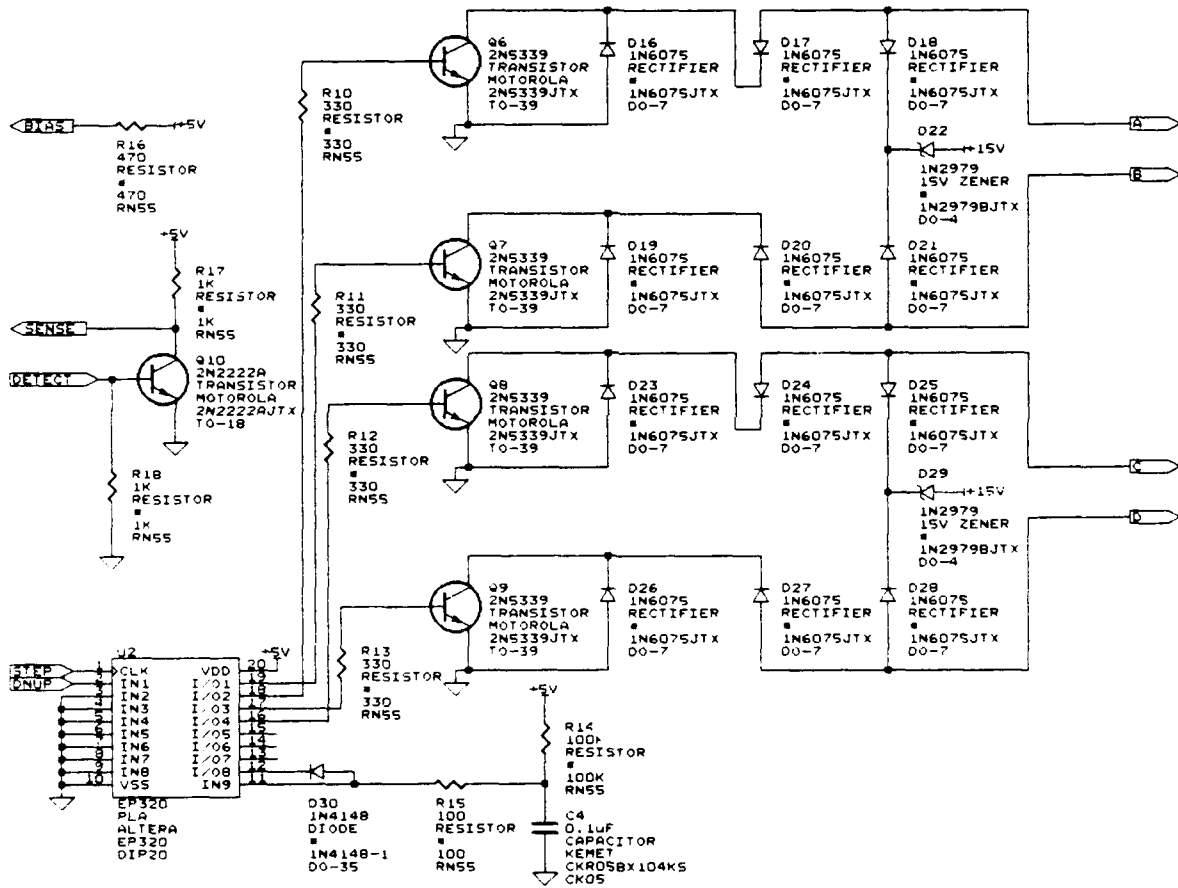 Q6
2N5339
TRANSISTOR
MOTOROLA
2N5339JTX
TO-39
D16
1N6075
RECTIFIER
■
1N6075JTX
DO-7
D17
1N6075
RECTIFIER
■
1N6075JTX
DO-7
D18
1N6075
RECTIFIER
■
1N6075JTX
DO-7
R10
330
RESISTOR
■
330
RN55
BIAS
+5V
R16
470
RESISTOR
■
470
RN55
A
D22
+15V
1N2979
15V ZENER
■
1N2979BJTX
DO-4
B
+5V
R17
1K
RESISTOR
■
1K
RN55
SENSE
Q7
2N5339
TRANSISTOR
MOTOROLA
2N5339JTX
TO-39
D19
1N6075
RECTIFIER
■
1N6075JTX
DO-7
D20
1N6075
RECTIFIER
■
1N6075JTX
DO-7
D21
1N6075
RECTIFIER
■
1N6075JTX
DO-7
R11
330
RESISTOR
■
330
RN55
DETECT
Q10
2N2222A
TRANSISTOR
MOTOROLA
2N2222AJTX
TO-18
Q8
2N5339
TRANSISTOR
MOTOROLA
2N5339JTX
TO-39
D23
1N6075
RECTIFIER
■
1N6075JTX
DO-7
D24
1N6075
RECTIFIER
■
1N6075JTX
DO-7
D25
1N6075
RECTIFIER
■
1N6075JTX
DO-7
R12
330
RESISTOR
■
330
RN55
R18
1K
RESISTOR
■
1K
RN55
C
D29
+15V
1N2979
15V ZENER
■
1N2979BJTX
DO-4
D
Q9
2N5339
TRANSISTOR
MOTOROLA
2N5339JTX
TO-39
D26
1N6075
RECTIFIER
■
1N6075JTX
DO-7
D27
1N6075
RECTIFIER
■
1N6075JTX
DO-7
D28
1N6075
RECTIFIER
■
1N6075JTX
DO-7
R13
330
RESISTOR
■
330
RN55
U2
+5V
STEP 1 CLK VDD 20
DNUP 2 IN1 I/O1 19
3 IN2 I/O2 18
4 IN3 I/O3 17
5 IN4 I/O4 16
6 IN5 I/O5 15
7 IN6 I/O6 14
8 IN7 I/O7 13
9 IN8 I/O8 12
10 VSS IN9 11
EP320
PLA
ALTERA
EP320
DIP20
D30
1N4148
DIODE
■
1N4148-1
DO-35
R15
100
RESISTOR
■
100
RN55
+5V
R14
100K
RESISTOR
■
100K
RN55
C4
0.1uF
CAPACITOR
KEMET
CKR05BX104KS
CK05